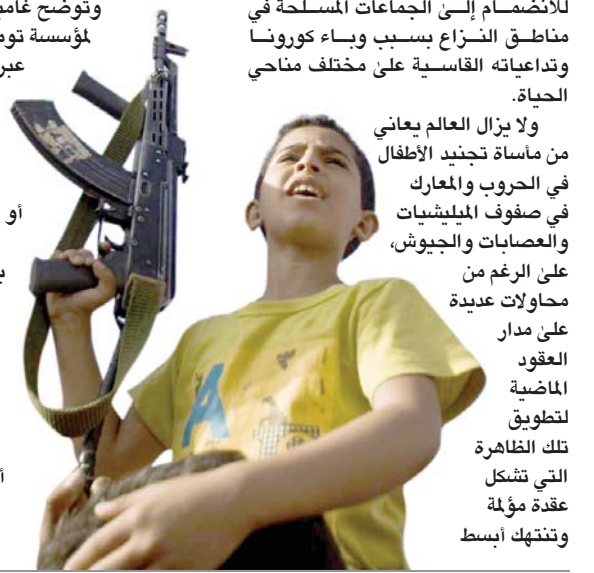 للانضمام إلى الجماعات المسلحة في
مناطق النزاع بسبب وباء كورونا
وتداعياته القاسية على مختلف مناحي
الحياة.
ولا يزال العالم يعاني
من مأساة تجنيد الأطفال
في الحروب والمعارك
في صفوف الميليشيات
والعصابات والجيوش،
على الرغم من
محاولات عديدة
على مدار
العقود
الماضية
لتطويق
تلك الظاهرة
التي تشكل
عقدة مؤلمة
وتنتهك أبسط
وتوضح
لمؤسسة
عبر
أو
A